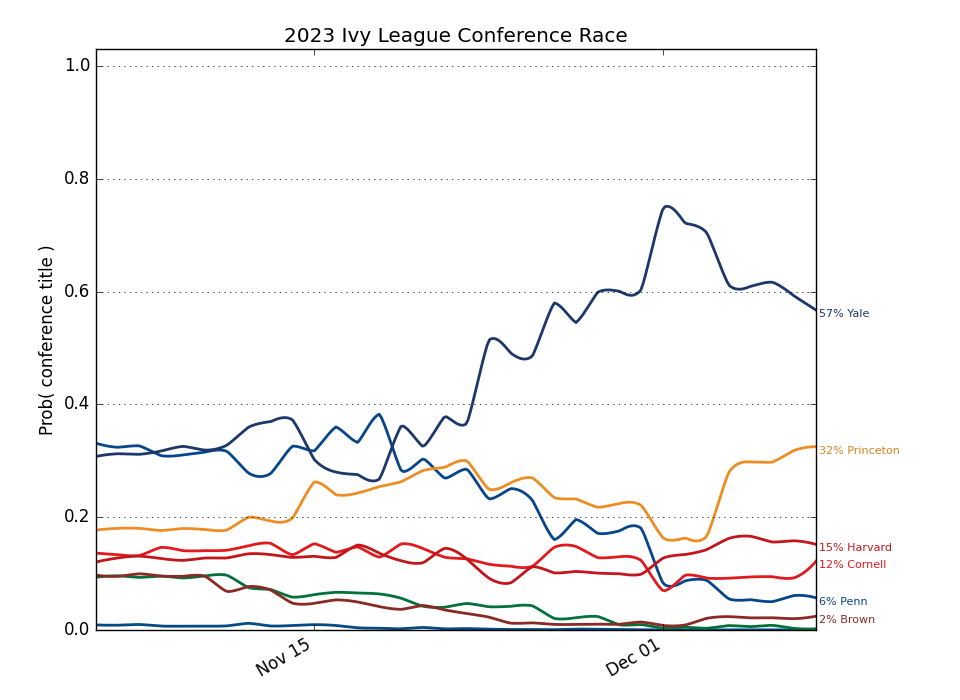 2023 Ivy League Conference Race
Prob( conference title )
1.0
0.8
0.6
0.4
0.2
0.0
Nov 15
Dec 01
57% Yale
32% Princeton
15% Harvard
12% Cornell
6% Penn
2% Brown